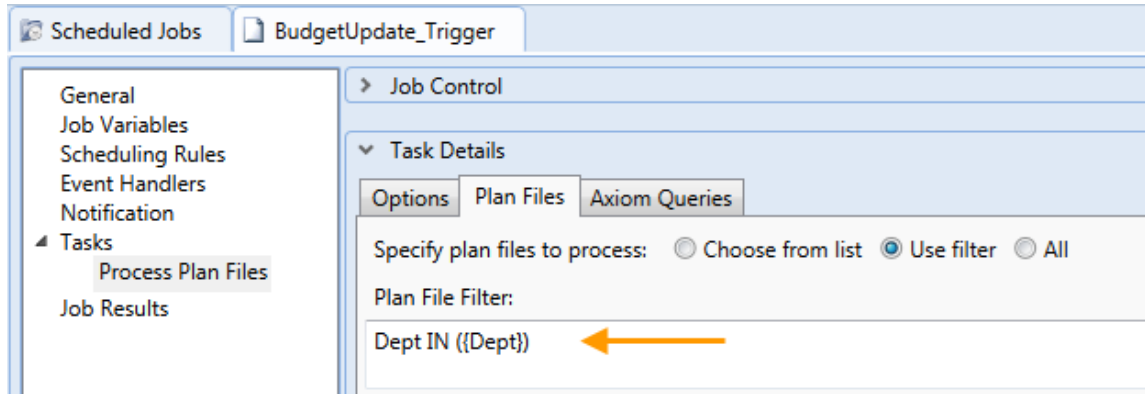 Scheduled Jobs
BudgetUpdate_Trigger
General
Job Variables
Scheduling Rules
Event Handlers
Notification
Tasks
Process Plan Files
Job Results
Job Control
Task Details
Options Plan Files Axiom Queries
Specify plan files to process: Choose from list Use filter All
Plan File Filter:
Dept IN ({Dept})